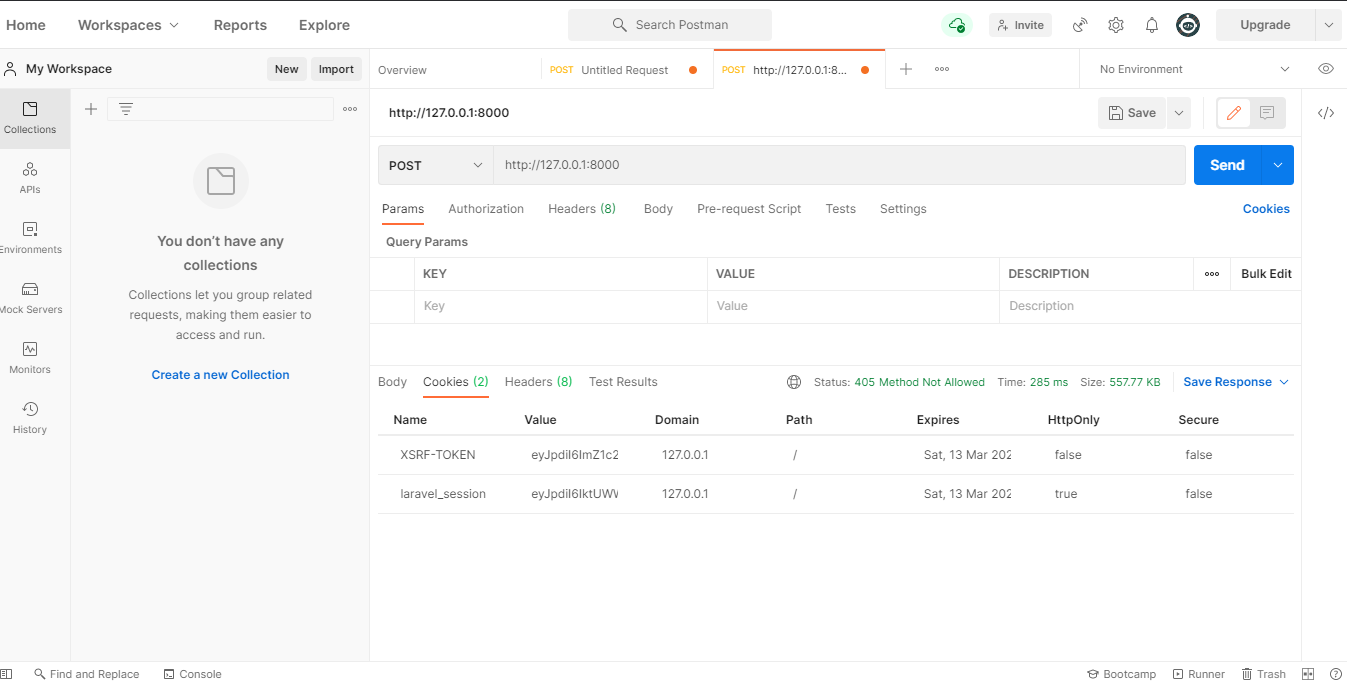 Home Workspaces Reports Explore Search Postman Invite Upgrade
My Workspace New Import Overview POST Untitled Request POST http://127.0.0.1:8... No Environment
Collections
APIs
Environments
Mock Servers
Monitors
History
You don't have any
collections
Collections let you group related
requests, making them easier to
access and run.
Create a new Collection
http://127.0.0.1:8000 Save
POST http://127.0.0.1:8000 Send
Params Authorization Headers (8) Body Pre-request Script Tests Settings Cookies
Query Params
KEY VALUE DESCRIPTION Bulk Edit
Key Value Description
Body Cookies (2) Headers (8) Test Results Status: 405 Method Not Allowed Time: 285 ms Size: 557.77 KB Save Response
Name Value Domain Path Expires HttpOnly Secure
XSRF-TOKEN eyJpdiI6ImZ1c2 127.0.0.1 / Sat, 13 Mar 202 false false
laravel_session eyJpdiI6IktUWV 127.0.0.1 / Sat, 13 Mar 202 true false
Find and Replace Console Bootcamp Runner Trash